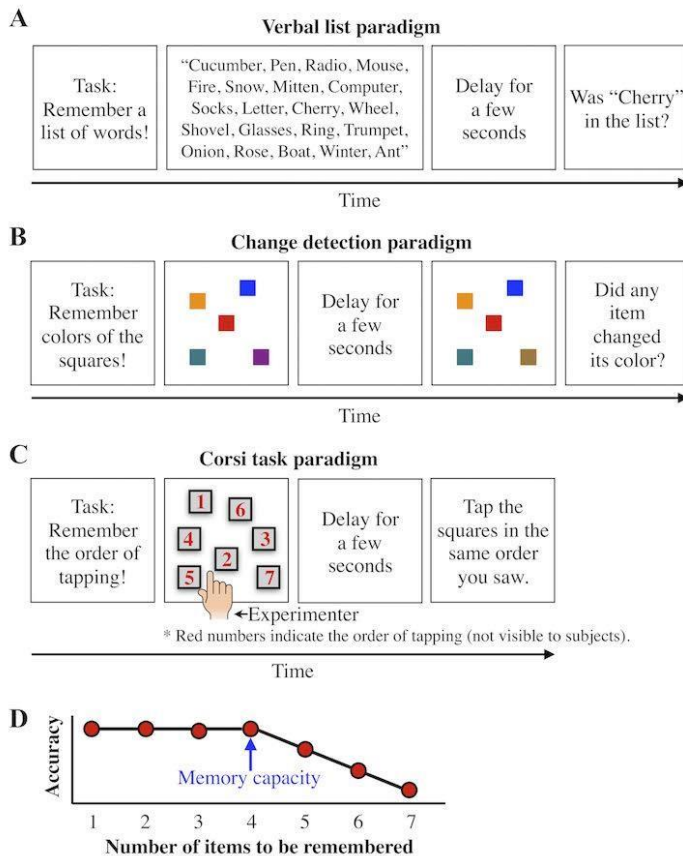 A
Verbal list paradigm
Task:
Remember a
list of words!
“Cucumber, Pen, Radio, Mouse,
Fire, Snow, Mitten, Computer,
Socks, Letter, Cherry, Wheel,
Shovel, Glasses, Ring, Trumpet,
Onion, Rose, Boat, Winter, Ant”
Delay for
a few
seconds
Was “Cherry”
in the list?
Time
B
Change detection paradigm
Task:
Remember
colors of the
squares!
Delay for
a few
seconds
Did any
item
changed
its color?
Time
C
Corsi task paradigm
Task:
Remember
the order of
tapping!
1
6
4
3
2
5
7
Experimenter
Delay for
a few
seconds
Tap the
squares in the
same order
you saw.
* Red numbers indicate the order of tapping (not visible to subjects).
Time
D
Accuracy
Memory capacity
1 2 3 4 5 6 7
Number of items to be remembered